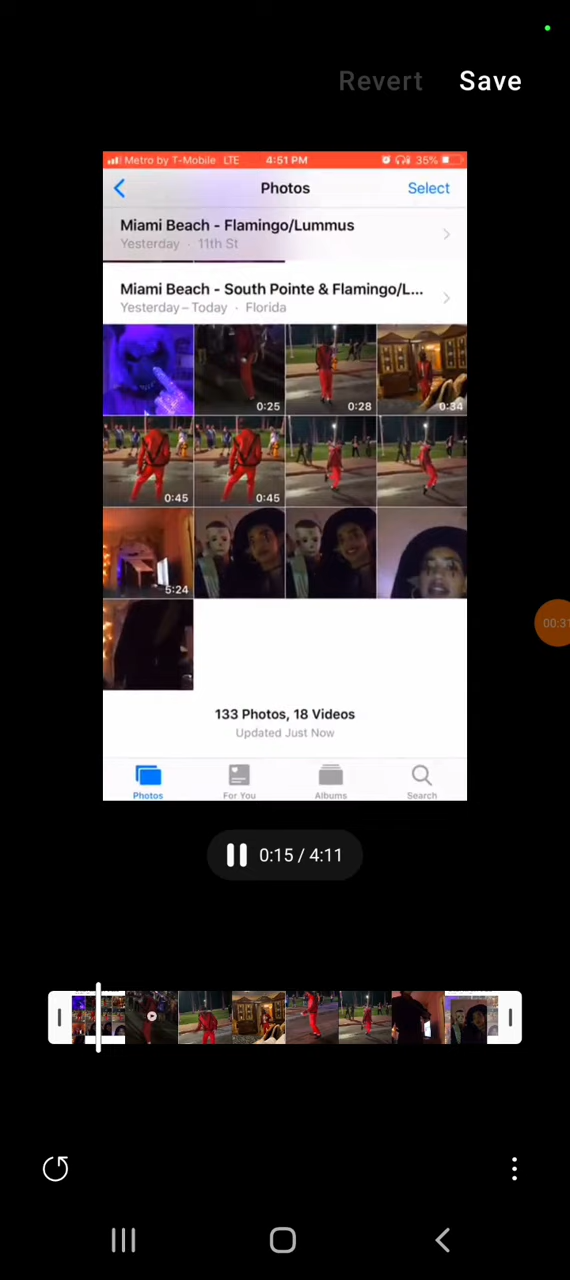 Revert Save
Metro by T-Mobile LTE 4:51 PM 35%
Photos Select
Miami Beach - Flamingo/Lummus
Yesterday · 11th St
Miami Beach - South Pointe & Flamingo/L...
Yesterday – Today · Florida
0:25 0:28 0:34
0:45 0:45
5:24
00:31
133 Photos, 18 Videos
Updated Just Now
Photos For You Albums Search
0:15 / 4:11